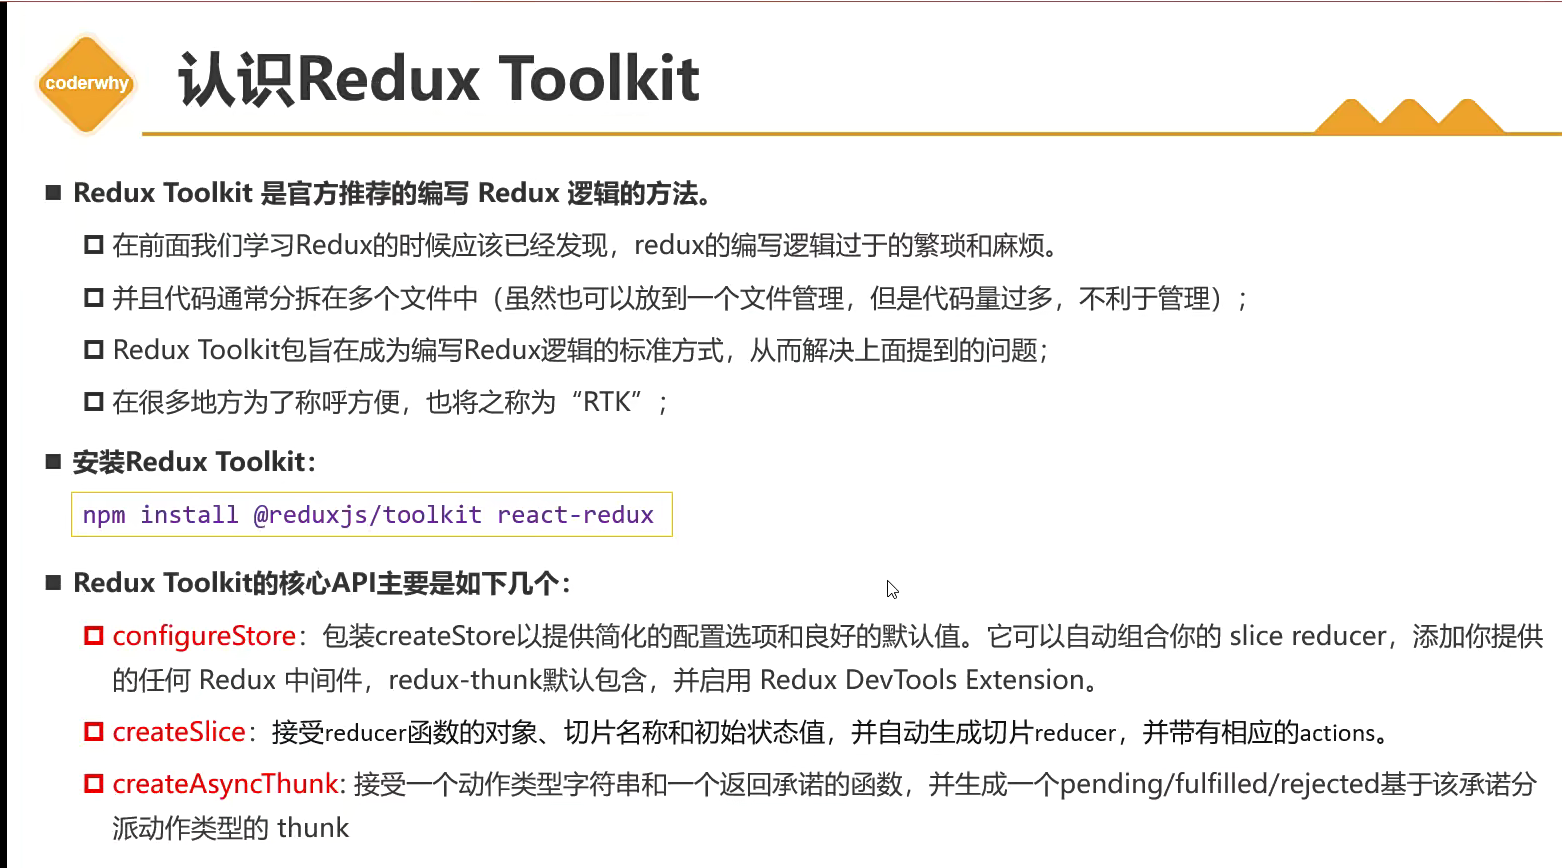 coderwhy
认识Redux Toolkit
Redux Toolkit 是官方推荐的编写 Redux 逻辑的方法。
在前面我们学习Redux的时候应该已经发现，redux的编写逻辑过于的繁琐和麻烦。
并且代码通常分拆在多个文件中（虽然也可以放到一个文件管理，但是代码量过多，不利于管理）；
Redux Toolkit包旨在成为编写Redux逻辑的标准方式，从而解决上面提到的问题；
在很多地方为了称呼方便，也将之称为“RTK”；
安装Redux Toolkit：
npm install @reduxjs/toolkit react-redux
Redux Toolkit的核心API主要是如下几个：
configureStore：包装createStore以提供简化的配置选项和良好的默认值。它可以自动组合你的 slice reducer，添加你提供
的任何 Redux 中间件，redux-thunk默认包含，并启用 Redux DevTools Extension。
createSlice：接受reducer函数的对象、切片名称和初始状态值，并自动生成切片reducer，并带有相应的actions。
createAsyncThunk: 接受一个动作类型字符串和一个返回承诺的函数，并生成一个pending/fulfilled/rejected基于该承诺分
派动作类型的 thunk